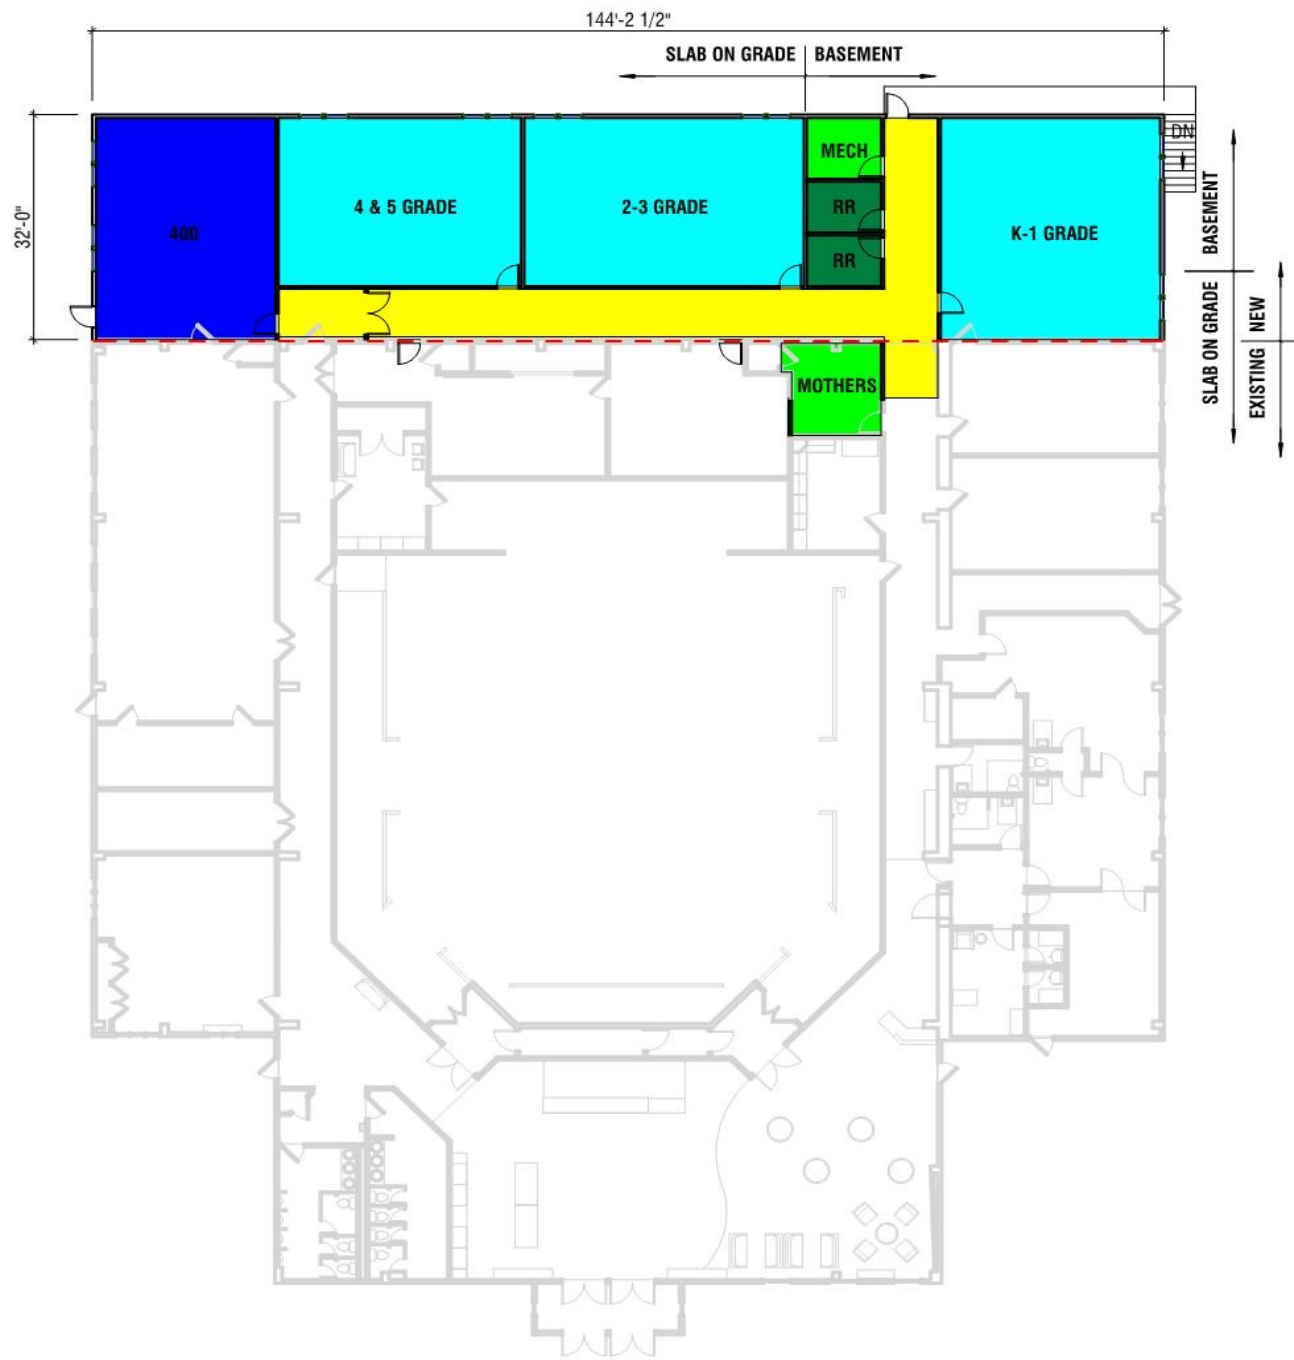 144'-2 1/2"
SLAB ON GRADE
BASEMENT
32'-0"
400
4 & 5 GRADE
2-3 GRADE
MECH
RR
RR
K-1 GRADE
DN
BASEMENT
SLAB ON GRADE
NEW
EXISTING
MOTHERS